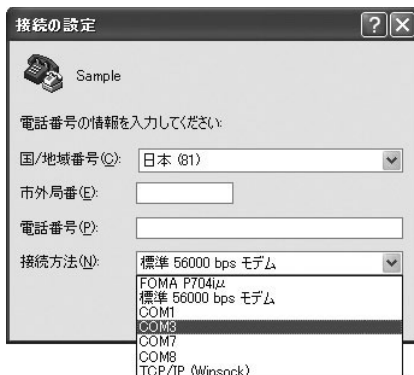 接続の設定
Sample
電話番号の情報を入力してください:
国/地域番号(C): 日本 (81)
市外局番(E):
電話番号(P):
接続方法(N): 標準 56000 bps モデム
FOMA P704iμ
標準 56000 bps モデム
COM1
COM3
COM7
COM8
TCP/IP (Winsock)